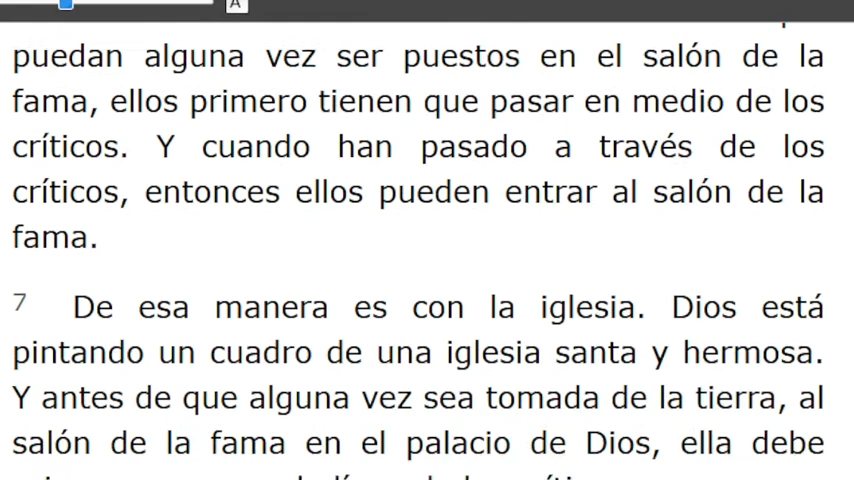 A
puedan alguna vez ser puestos en el salón de la
fama, ellos primero tienen que pasar en medio de los
críticos. Y cuando han pasado a través de los
críticos, entonces ellos pueden entrar al salón de la
fama.
7 De esa manera es con la iglesia. Dios está
pintando un cuadro de una iglesia santa y hermosa.
Y antes de que alguna vez sea tomada de la tierra, al
salón de la fama en el palacio de Dios, ella debe